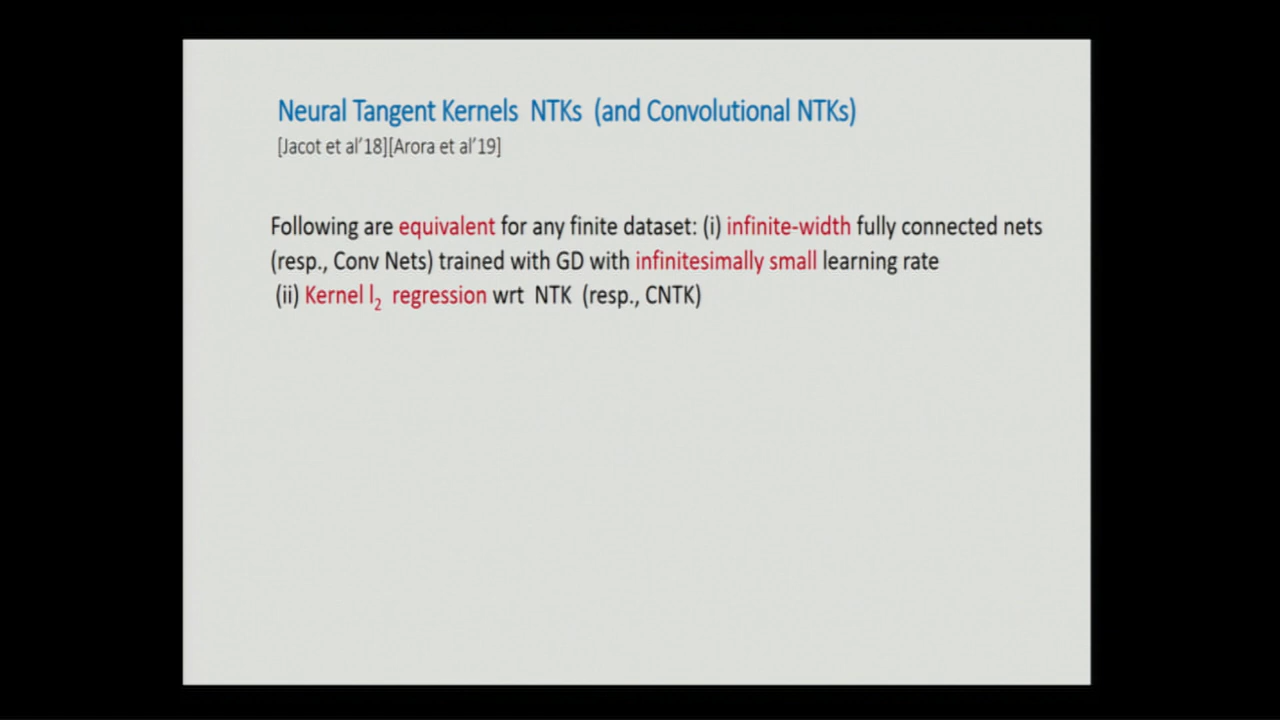 Neural Tangent Kernels NTKs (and Convolutional NTKs)
[Jacot et al'18][Arora et al'19]
Following are equivalent for any finite dataset: (i) infinite-width fully connected nets
(resp., Conv Nets) trained with GD with infinitesimally small learning rate
(ii) Kernel l2 regression wrt NTK (resp., CNTK)